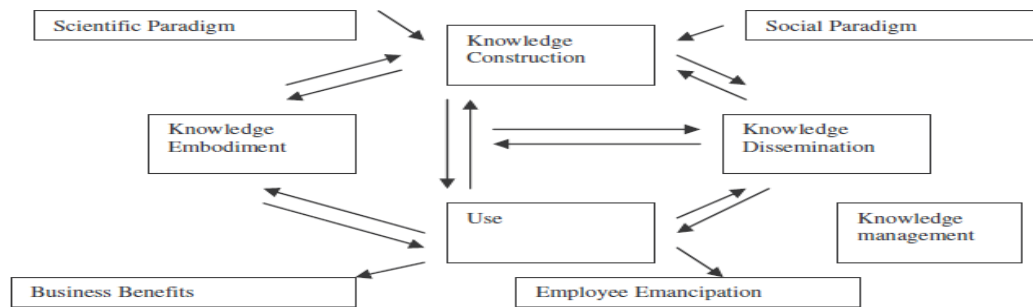 Scientific Paradigm
Social Paradigm
Knowledge
Construction
Knowledge
Embodiment
Knowledge
Dissemination
Use
Knowledge
management
Business Benefits
Employee Emancipation